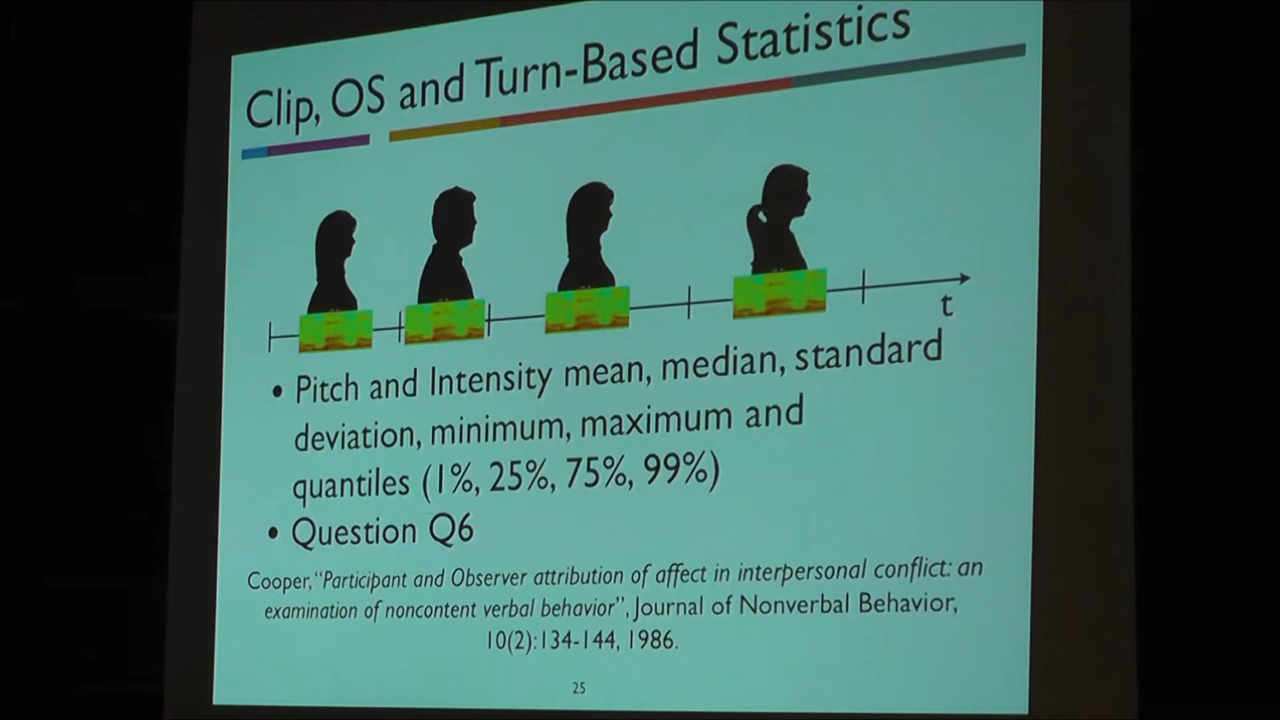 Clip, OS and Turn-Based Statistics
t
• Pitch and Intensity mean, median, standard
deviation, minimum, maximum and
quantiles (1%, 25%, 75%, 99%)
• Question Q6
Cooper, "Participant and Observer attribution of affect in interpersonal conflict: an
examination of noncontent verbal behavior", Journal of Nonverbal Behavior,
10(2):134-144, 1986.
25